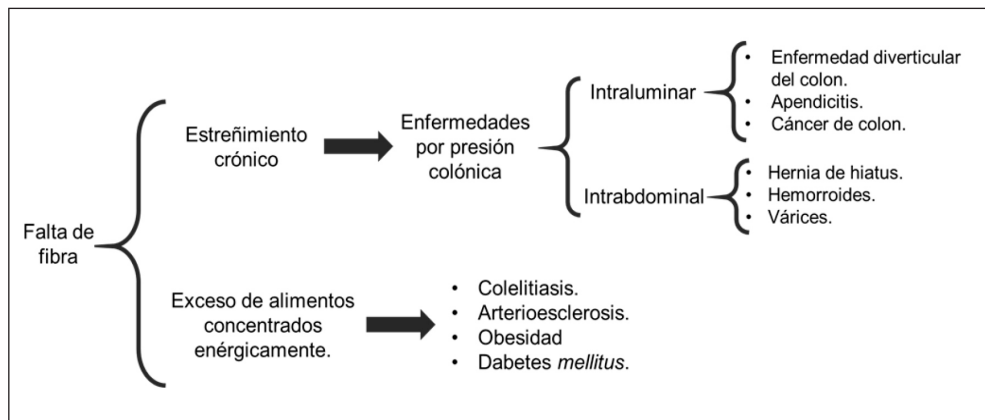 Falta de
fibra
Estreñimiento
crónico
Enfermedades
por presión
colónica
Intraluminar
• Enfermedad diverticular
del colon.
• Apendicitis.
• Cáncer de colon.
Intrabdominal
• Hernia de hiatus.
• Hemorroides.
• Várices.
Exceso de alimentos
concentrados
enérgicamente.
• Colelitiasis.
• Arterioesclerosis.
• Obesidad
• Dabetes mellitus.